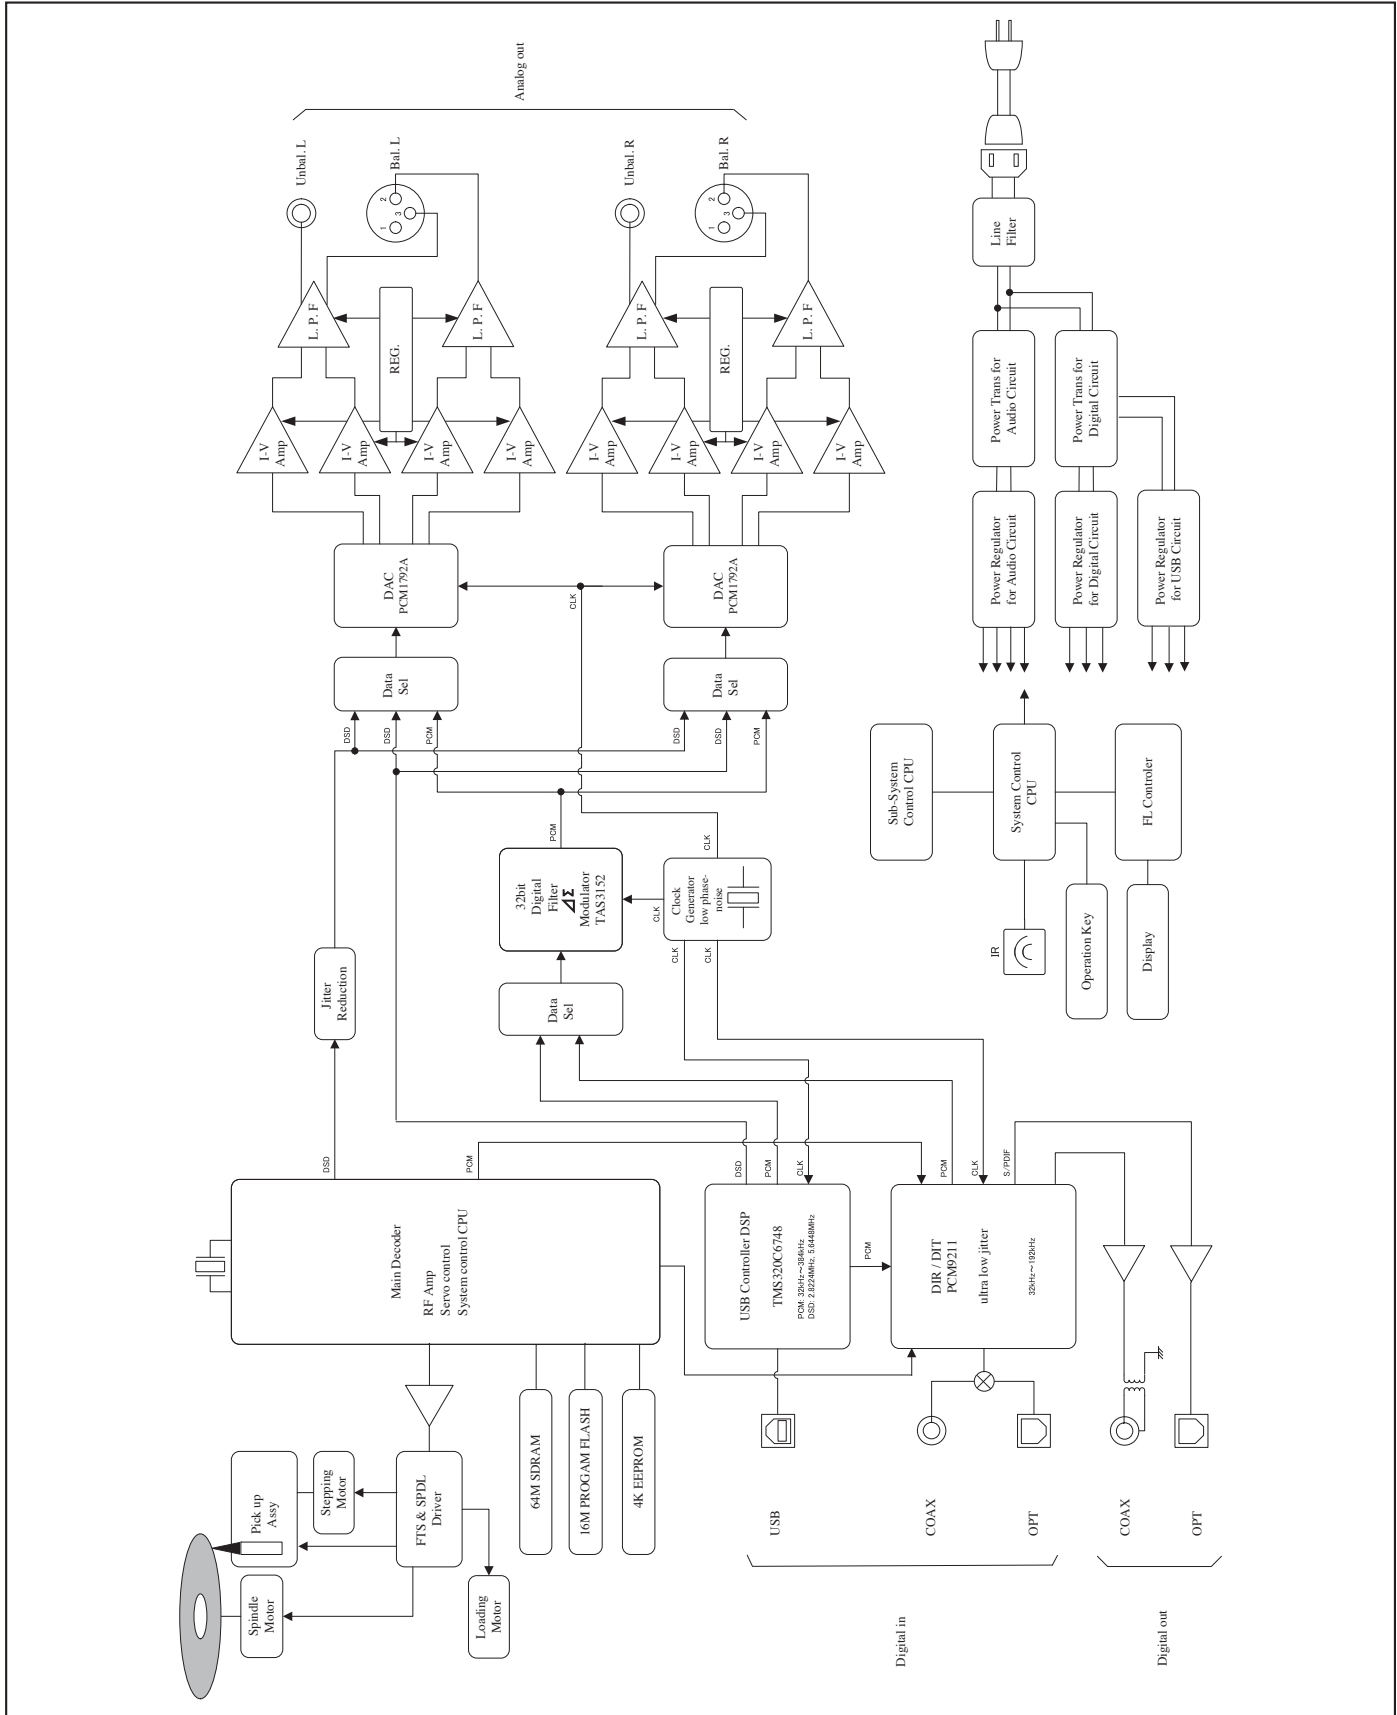 Spindle
Motor
Pick up
Assy
Stepping
Motor
FTS & SPDL
Driver
Loading
Motor
64M SDRAM
16M PROGAM FLASH
4K EEPROM
Main Decoder
RF Amp
Servo control
System control CPU
DSD
PCM
Jitter
Reduction
Digital in
USB
COAX
OPT
Digital out
COAX
OPT
USB Controller DSP
TMS320C6748
PCM: 32kHz~384kHz
DSD: 2.8224MHz, 5.6448MHz
DSD
PCM
CLK
PCM
DIR / DIT
PCM9211
ultra low jitter
32kHz~192kHz
PCM
CLK
S/PDIF
Data
Sel
32bit
Digital
Filter
ΔΣ
Modulator
TAS3152
PCM
Clock
Generator
low phase-
noise
CLK
CLK
CLK
CLK
DSD
DSD
PCM
Data
Sel
DAC
PCM1792A
CLK
I-V
Amp
I-V
Amp
I-V
Amp
I-V
Amp
REG.
L. P. F
L. P. F
1
2
3
Unbal. L
Bal. L
DSD
DSD
PCM
Data
Sel
DAC
PCM1792A
I-V
Amp
I-V
Amp
I-V
Amp
I-V
Amp
REG.
L. P. F
L. P. F
1
2
3
Unbal. R
Bal. R
Analog out
Sub-System
Control CPU
System Control
CPU
FL Controler
IR
Operation Key
Display
Power Regulator
for Audio Circuit
Power Regulator
for Digital Circuit
Power Regulator
for USB Circuit
Power Trans for
Audio Circuit
Power Trans for
Digital Circuit
Line
Filter